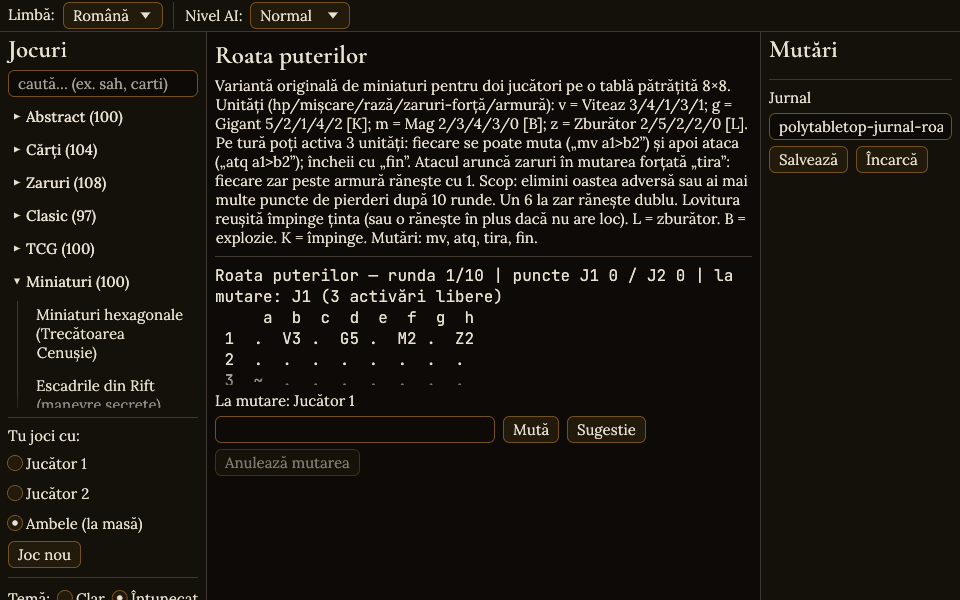 Limbă: Română ▼ Nivel AI: Normal ▼
Jocuri
caută... (ex. sah, carti)
▸ Abstract (100)
▸ Cărți (104)
▸ Zaruri (108)
▸ Clasic (97)
▸ TCG (100)
▾ Miniaturi (100)
Miniaturi hexagonale
(Trecătoarea
Cenușie)
Escadrile din Rift
(manevre secrete)
Tu joci cu:
Jucător 1
Jucător 2
Ambele (la masă)
Joc nou
Temă: Clar Întunecat
Roata puterilor
Variantă originală de miniaturi pentru doi jucători pe o tablă pătrățită 8×8.
Unități (hp/mișcare/rază/zaruri-forță/armură): v = Viteaz 3/4/1/3/1; g =
Gigant 5/2/1/4/2 [K]; m = Mag 2/3/4/3/0 [B]; z = Zburător 2/5/2/2/0 [L].
Pe tură poți activa 3 unități: fiecare se poate muta („mv a1>b2”) și apoi ataca
(„atq a1>b2”); închei cu „fin”. Atacul aruncă zaruri în mutarea forțată „tira”:
fiecare zar peste armură rănește cu 1. Scop: elimini oastea adversă sau ai mai
multe puncte de pierderi după 10 runde. Un 6 la zar rănește dublu. Lovitura
reușită împinge ținta (sau o rănește în plus dacă nu are loc). L = zburător. B =
explozie. K = împinge. Mutări: mv, atq, tira, fin.
Roata puterilor — runda 1/10 | puncte J1 0 / J2 0 | la
mutare: J1 (3 activări libere)
a b c d e f g h
1 . V3 . G5 . M2 . Z2
2 . . . . . . . .
3 ~ . . . . . . .
La mutare: Jucător 1
Mută Sugestie
Anulează mutarea
Mutări
Jurnal
polytabletop-jurnal-roa
Salvează Încarcă